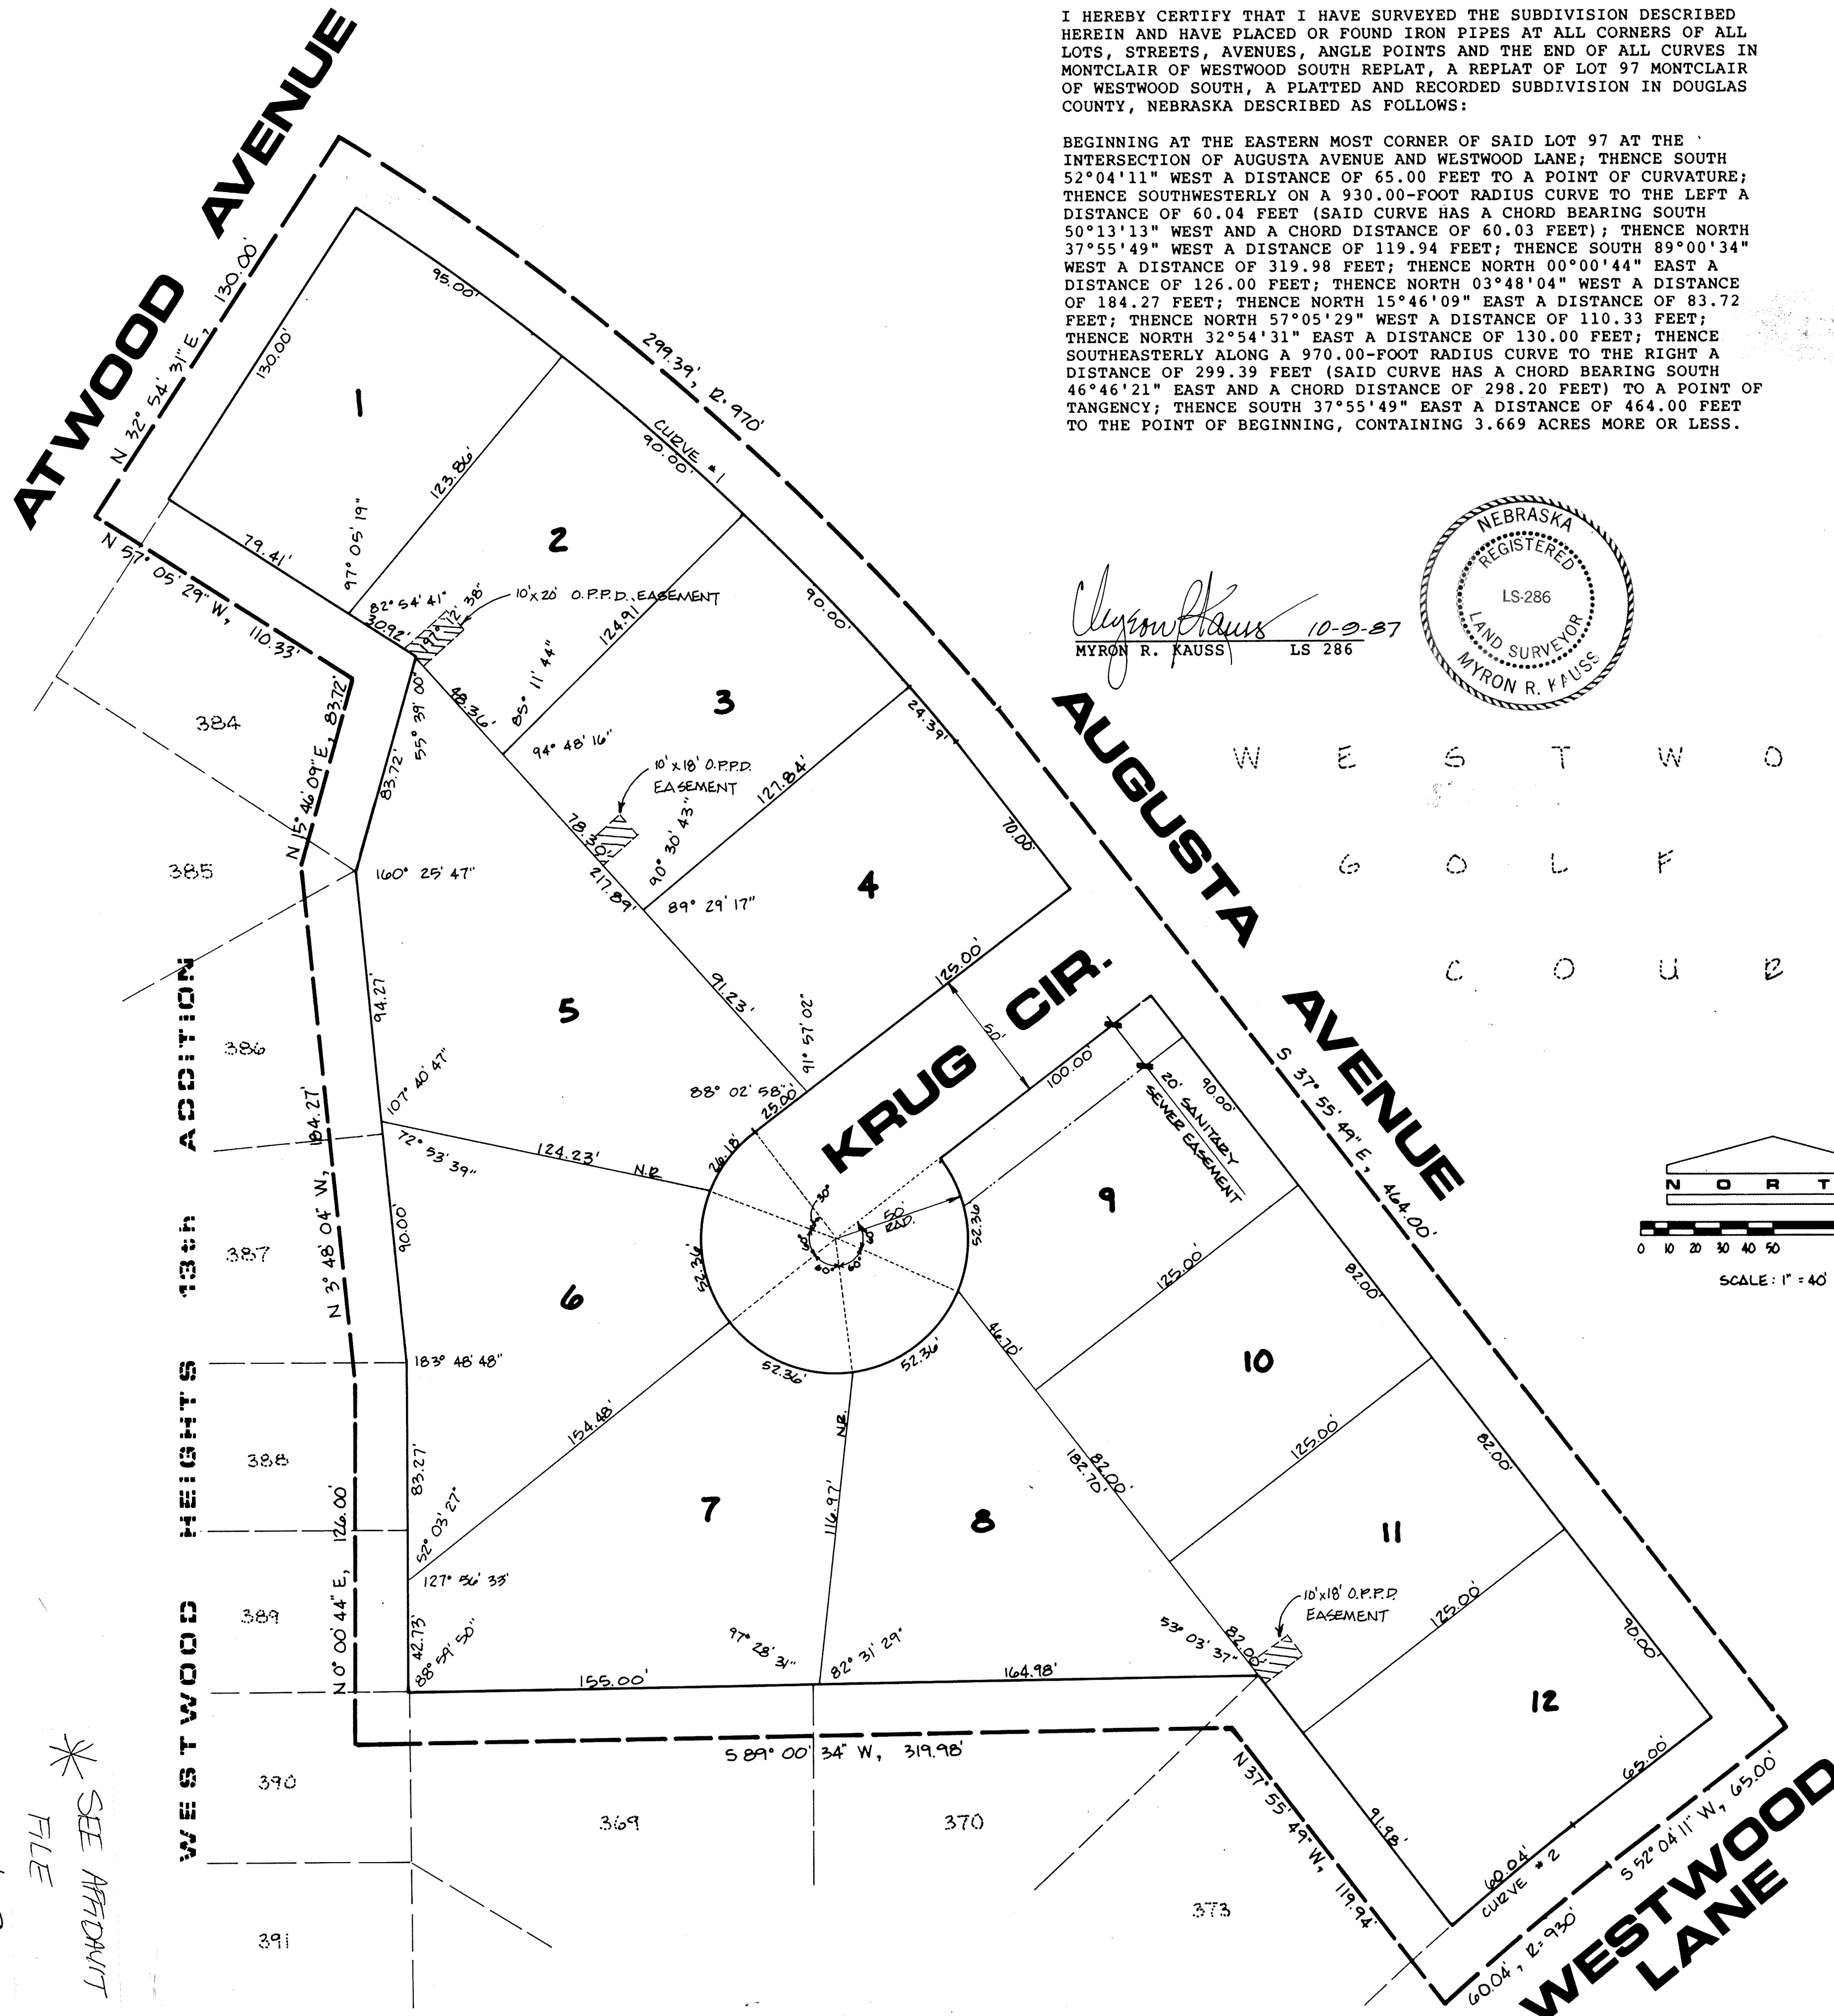 I HEREBY CERTIFY THAT I HAVE SURVEYED THE SUBDIVISION DESCRIBED
HEREIN AND HAVE PLACED OR FOUND IRON PIPES AT ALL CORNERS OF ALL
LOTS, STREETS, AVENUES, ANGLE POINTS AND THE END OF ALL CURVES IN
MONTCLAIR OF WESTWOOD SOUTH REPLAT, A REPLAT OF LOT 97 MONTCLAIR
OF WESTWOOD SOUTH, A PLATTED AND RECORDED SUBDIVISION IN DOUGLAS
COUNTY, NEBRASKA DESCRIBED AS FOLLOWS:
BEGINNING AT THE EASTERN MOST CORNER OF SAID LOT 97 AT THE
INTERSECTION OF AUGUSTA AVENUE AND WESTWOOD LANE; THENCE SOUTH
52°04'11" WEST A DISTANCE OF 65.00 FEET TO A POINT OF CURVATURE;
THENCE SOUTHWESTERLY ON A 930.00-FOOT RADIUS CURVE TO THE LEFT A
DISTANCE OF 60.04 FEET (SAID CURVE HAS A CHORD BEARING SOUTH
50°13'13" WEST AND A CHORD DISTANCE OF 60.03 FEET); THENCE NORTH
37°55'49" WEST A DISTANCE OF 119.94 FEET; THENCE SOUTH 89°00'34"
WEST A DISTANCE OF 319.98 FEET; THENCE NORTH 00°00'44" EAST A
DISTANCE OF 126.00 FEET; THENCE NORTH 03°48'04" WEST A DISTANCE
OF 184.27 FEET; THENCE NORTH 15°46'09" EAST A DISTANCE OF 83.72
FEET; THENCE NORTH 57°05'29" WEST A DISTANCE OF 110.33 FEET;
THENCE NORTH 32°54'31" EAST A DISTANCE OF 130.00 FEET; THENCE
SOUTHEASTERLY ALONG A 970.00-FOOT RADIUS CURVE TO THE RIGHT A
DISTANCE OF 299.39 FEET (SAID CURVE HAS A CHORD BEARING SOUTH
46°46'21" EAST AND A CHORD DISTANCE OF 298.20 FEET) TO A POINT OF
TANGENCY; THENCE SOUTH 37°55'49" EAST A DISTANCE OF 464.00 FEET
TO THE POINT OF BEGINNING, CONTAINING 3.669 ACRES MORE OR LESS.
10-9-87
MYRON R. KAUSS LS 286
NEBRASKA
REGISTERED
LS-286
LAND SURVEYOR
MYRON R. KAUSS
ATWOOD AVENUE
N 32° 54' 31" E, 130.00'
130.00'
95.00'
299.39', R=970'
1
CURVE #1
90.00'
123.86'
97° 05' 19"
79.41'
N 57° 05' 29" W, 110.33'
2
82° 54' 41"
30.92'
97° 12' 38"
10'x20' O.P.P.D. EASEMENT
124.91
90.00'
85° 11' 44"
48.36'
55° 39' 00"
83.72'
N 15° 46' 09" E, 83.72'
384
3
94° 48' 16"
10'x18' O.P.P.D.
EASEMENT
127.84'
24.39'
70.00'
78.30'
217.89'
90° 30' 43"
89° 29' 17"
385
160° 25' 47"
4
AUGUSTA AVENUE
W E S T W O
G O L F
C O U R
91.23'
91° 57' 02"
125.00'
5
94.27'
386
107° 40' 47"
72° 53' 39"
124.23' N.R.
88° 02' 58"
25.00'
26.18'
KRUG CIR.
50'
100.00'
20' SANITARY
SEWER EASEMENT
90.00'
S 37° 55' 49" E, 464.00'
N O R T
0 10 20 30 40 50
SCALE: 1" = 40'
N 3° 48' 04" W, 184.27'
90.00'
387
6
52.36'
30°
60°
60°
60°
60°
50'
RAD.
52.36
9
125.00'
82.00'
183° 48' 48"
52.36'
52.36'
46.70'
10
154.48'
N.R.
388
83.27'
52° 03' 27"
7
116.97'
8
82.00'
182.70'
125.00'
82.00'
11
N 0° 00' 44" E, 126.00'
127° 56' 33"
389
42.73'
88° 59' 50"
97° 28' 31"
82° 31' 29"
53° 03' 37"
82.00'
10'x18' O.P.P.D.
EASEMENT
125.00'
90.00'
155.00'
164.98'
12
S 89° 00' 34" W, 319.98'
N 37° 55' 49" W, 119.94'
91.98'
65.00'
60.04'
CURVE #2
S 52° 04' 11" W, 65.00'
60.04', R=930'
WESTWOOD
LANE
390
369
370
373
391
WESTWOOD HEIGHTS 13th ADDITION
* SEE AFFIDAVIT
FILE